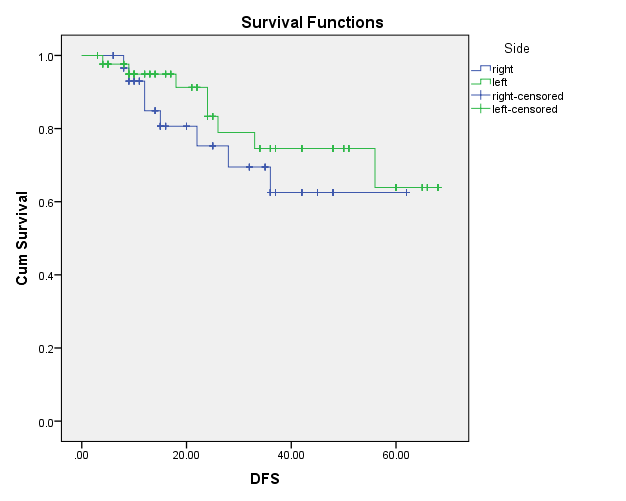 Survival Functions
Side
right
left
right-censored
left-censored
Cum Survival
1.0
0.8
0.6
0.4
0.2
0.0
.00
20.00
40.00
60.00
DFS